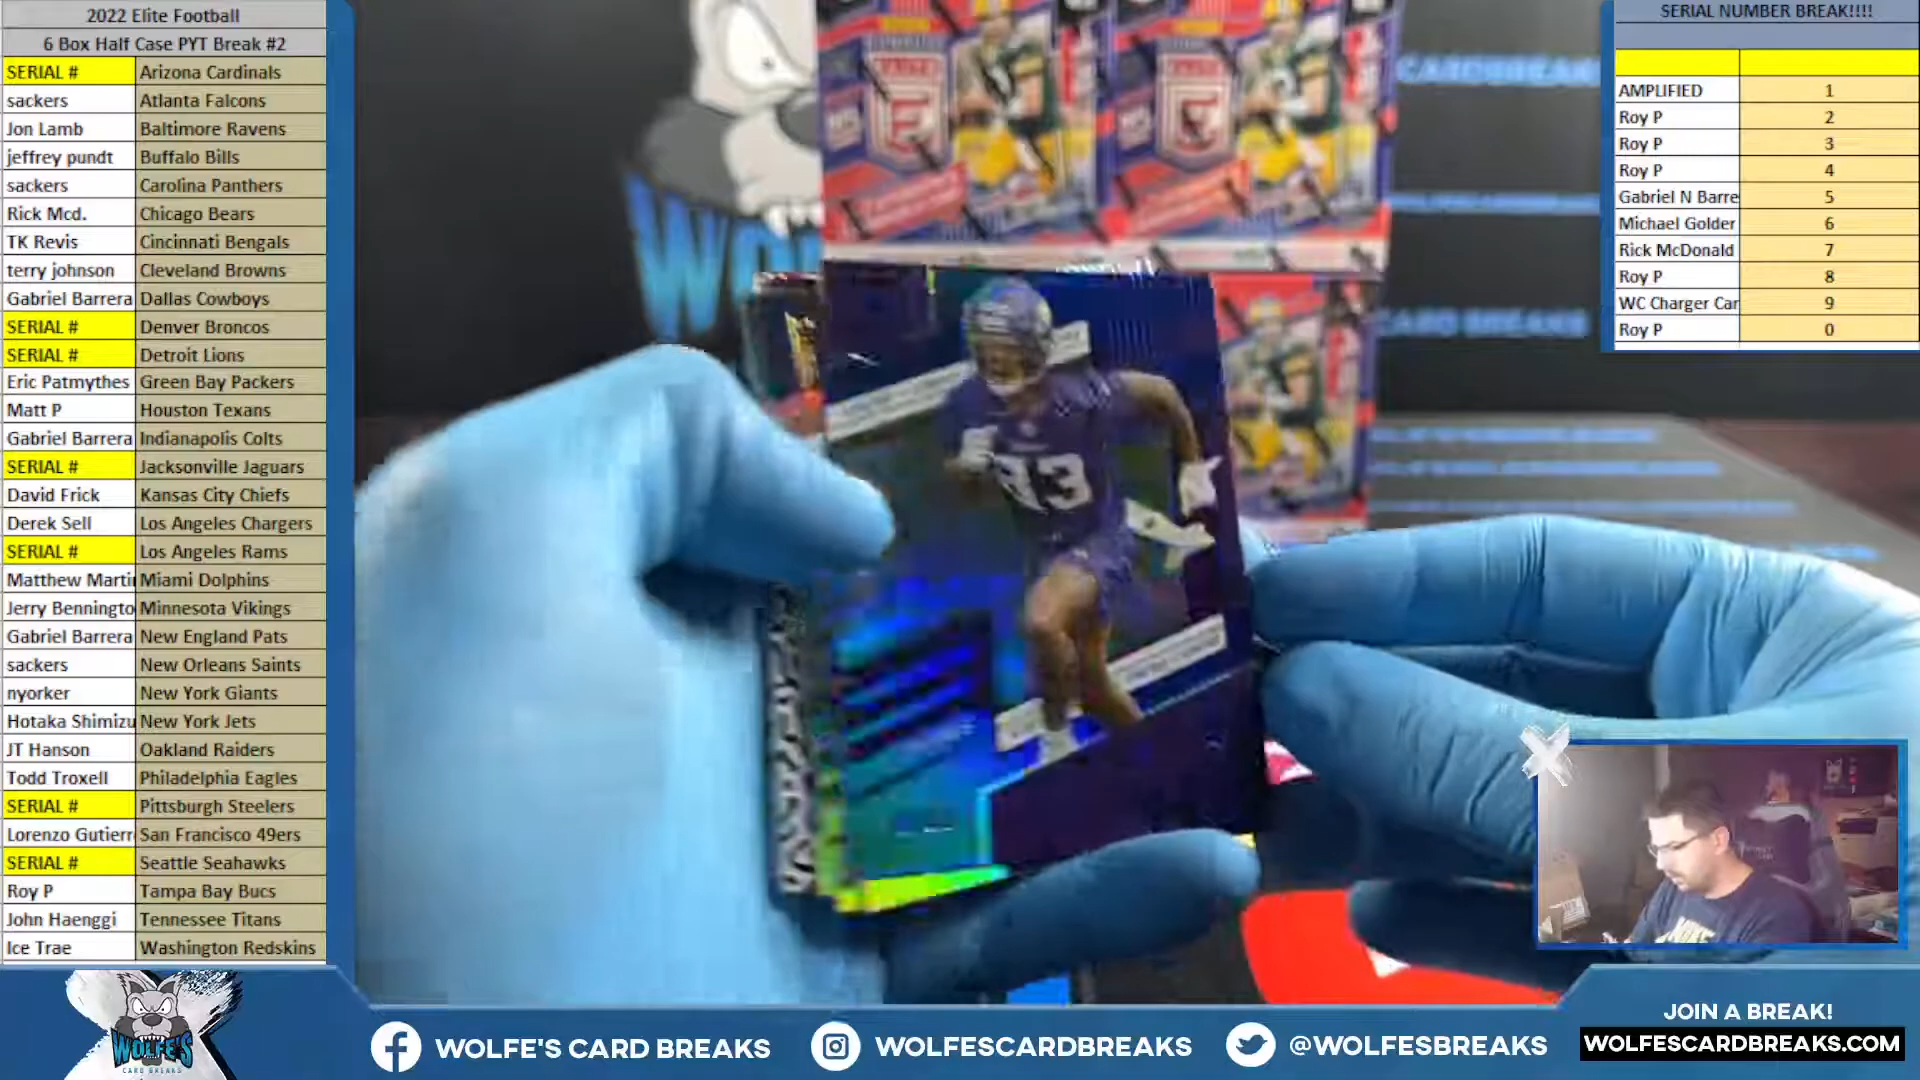 2022 Elite Football
6 Box Half Case PYT Break #2
SERIAL # Arizona Cardinals
sackers Atlanta Falcons
Jon Lamb Baltimore Ravens
jeffrey pundt Buffalo Bills
sackers Carolina Panthers
Rick Mcd. Chicago Bears
TK Revis Cincinnati Bengals
terry johnson Cleveland Browns
Gabriel Barrera Dallas Cowboys
SERIAL # Denver Broncos
SERIAL # Detroit Lions
Eric Patmythes Green Bay Packers
Matt P Houston Texans
Gabriel Barrera Indianapolis Colts
SERIAL # Jacksonville Jaguars
David Frick Kansas City Chiefs
Derek Sell Los Angeles Chargers
SERIAL # Los Angeles Rams
Matthew Marti Miami Dolphins
Jerry Benningto Minnesota Vikings
Gabriel Barrera New England Pats
sackers New Orleans Saints
nyorker New York Giants
Hotaka Shimizu New York Jets
JT Hanson Oakland Raiders
Todd Troxell Philadelphia Eagles
SERIAL # Pittsburgh Steelers
Lorenzo Gutierr San Francisco 49ers
SERIAL # Seattle Seahawks
Roy P Tampa Bay Bucs
John Haenggi Tennessee Titans
Ice Trae Washington Redskins
SERIAL NUMBER BREAK!!!!
AMPLIFIED 1
Roy P 2
Roy P 3
Roy P 4
Gabriel N Barre 5
Michael Golder 6
Rick McDonald 7
Roy P 8
WC Charger Car 9
Roy P 0
CARD BREAKS
WOLFE'S
CARD BREAKS
WOLFE'S CARD BREAKS
WOLFESCARDBREAKS
@WOLFESBREAKS
JOIN A BREAK!
WOLFESCARDBREAKS.COM